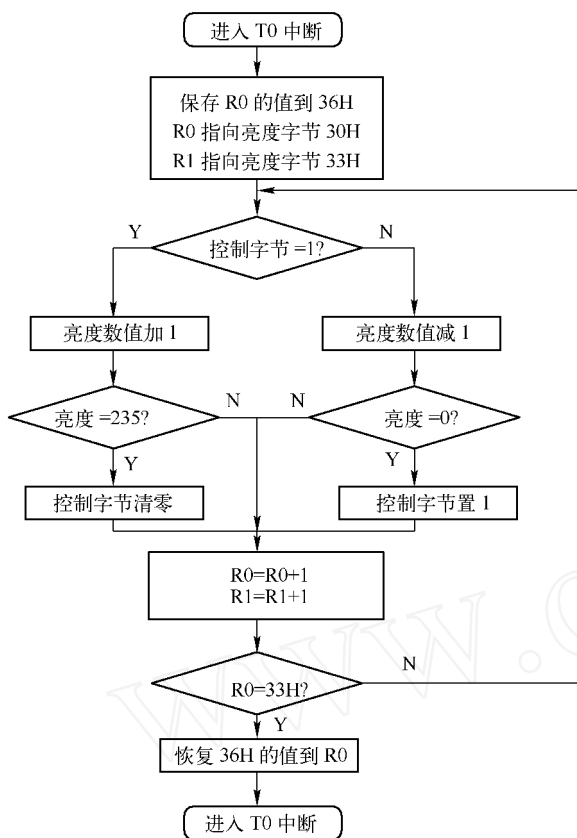 进入 T0 中断
保存 R0 的值到 36H
R0 指向亮度字节 30H
R1 指向亮度字节 33H
Y
控制字节 =1?
N
亮度数值加 1
亮度数值减 1
亮度 =235?
N
N
亮度 =0?
Y
Y
控制字节清零
控制字节置 1
R0=R0+1
R1=R1+1
R0=33H?
N
Y
恢复 36H 的值到 R0
进入 T0 中断
www.c